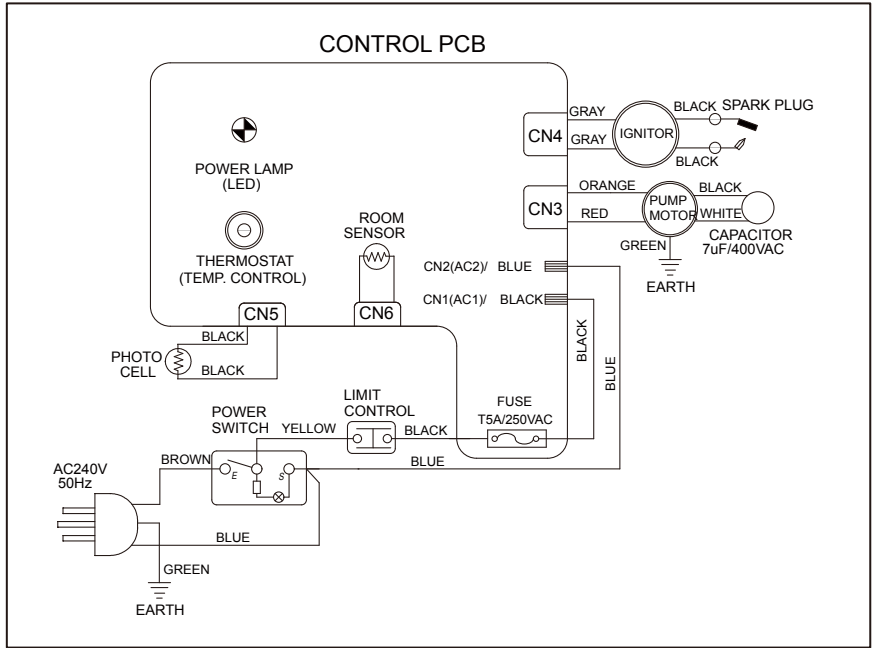 CONTROL PCB
POWER LAMP
(LED)
THERMOSTAT
(TEMP. CONTROL)
ROOM
SENSOR
CN5
CN6
CN4
GRAY
GRAY
IGNITOR
BLACK
BLACK
SPARK PLUG
CN3
ORANGE
RED
PUMP
MOTOR
BLACK
WHITE
CAPACITOR
7uF/400VAC
GREEN
EARTH
CN2(AC2)/ BLUE
CN1(AC1)/ BLACK
BLACK
BLUE
BLACK
BLACK
PHOTO
CELL
POWER
SWITCH
YELLOW
LIMIT
CONTROL
BLACK
FUSE
T5A/250VAC
BLUE
BROWN
E
S
AC240V
50Hz
BLUE
GREEN
EARTH